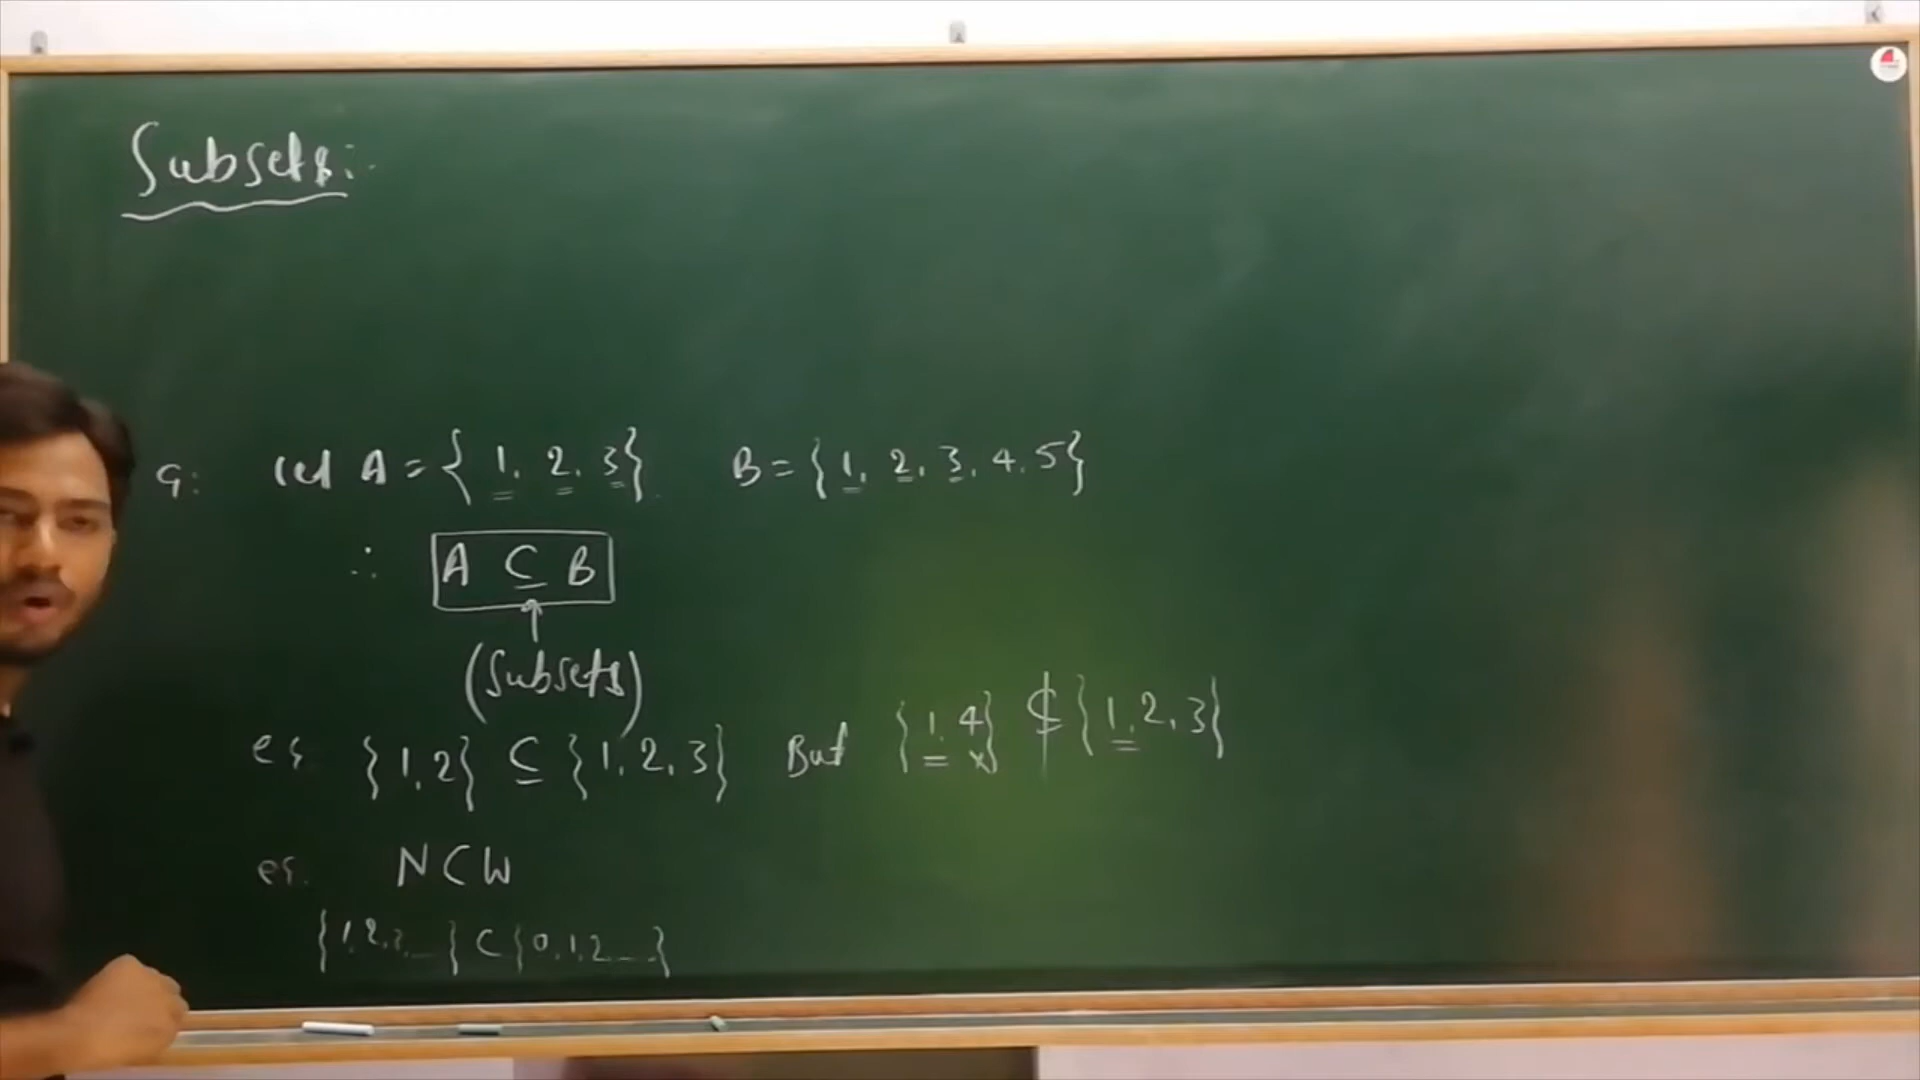 Subsets:-
eg: let A = { 1, 2, 3} B = { 1, 2, 3, 4, 5}
∴ A ⊆ B
(Subsets)
eg {1, 2} ⊆ {1, 2, 3} But {1, 4} ⊄ {1, 2, 3}
eg. N ⊂ W
{1, 2, 3, ...} ⊂ {0, 1, 2, ...}